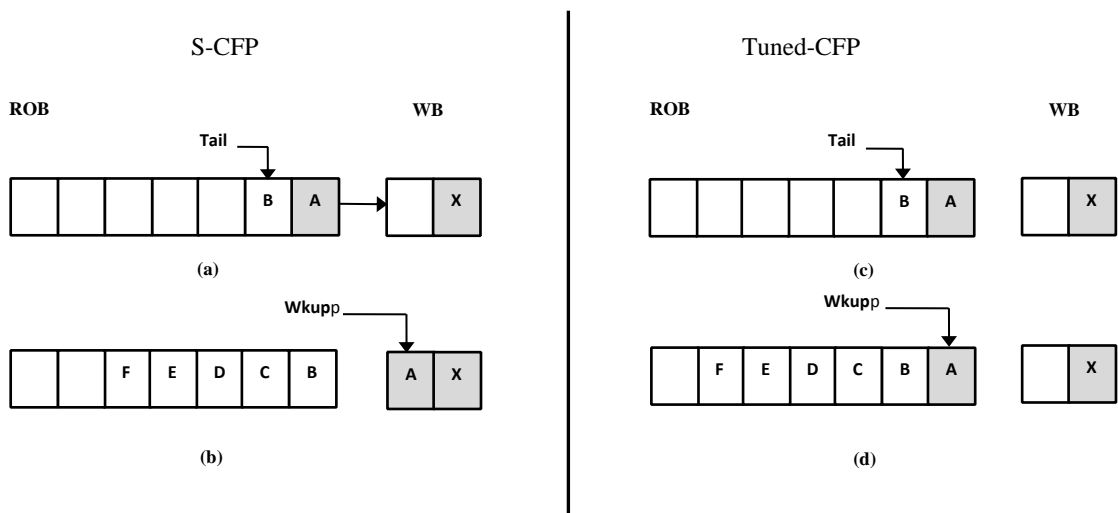 S-CFP
ROB WB
Tail
B A X
(a)
Wkupp
F E D C B A X
(b)
Tuned-CFP
ROB WB
Tail
B A X
(c)
Wkupp
F E D C B A X
(d)